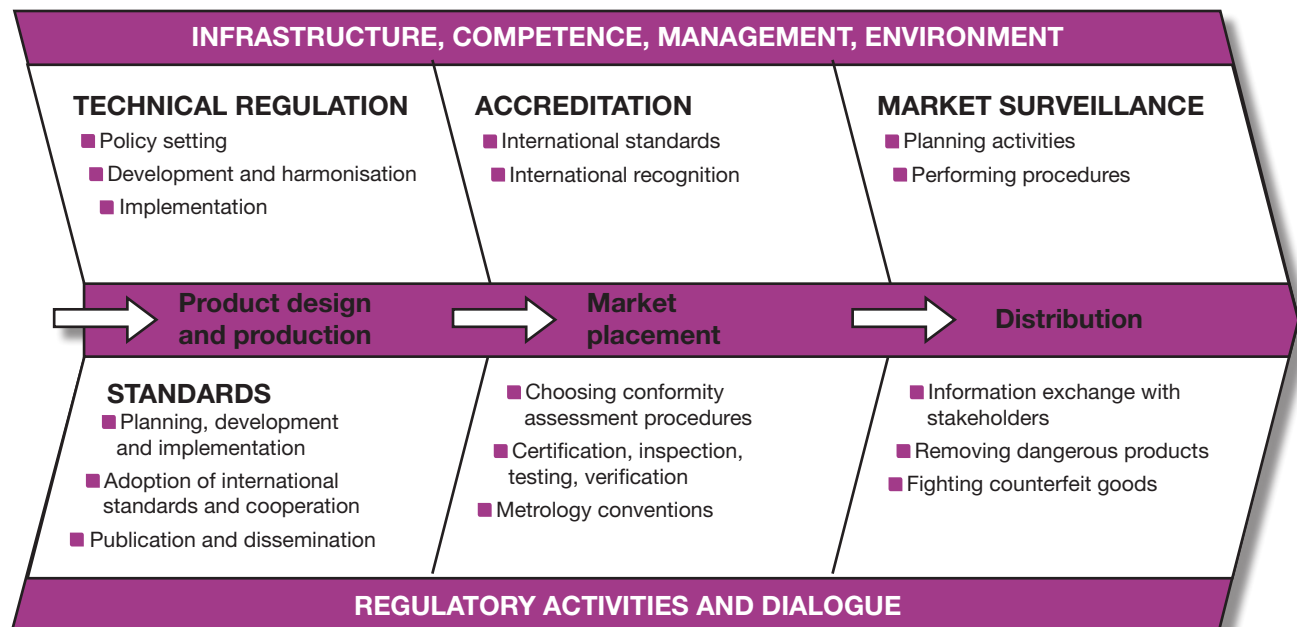 INFRASTRUCTURE, COMPETENCE, MANAGEMENT, ENVIRONMENT
TECHNICAL REGULATION
Policy setting
Development and harmonisation
Implementation
ACCREDITATION
International standards
International recognition
MARKET SURVEILLANCE
Planning activities
Performing procedures
Product design
and production
Market
placement
Distribution
STANDARDS
Planning, development
and implementation
Adoption of international
standards and cooperation
Publication and dissemination
Choosing conformity
assessment procedures
Certification, inspection,
testing, verification
Metrology conventions
Information exchange with
stakeholders
Removing dangerous products
Fighting counterfeit goods
REGULATORY ACTIVITIES AND DIALOGUE